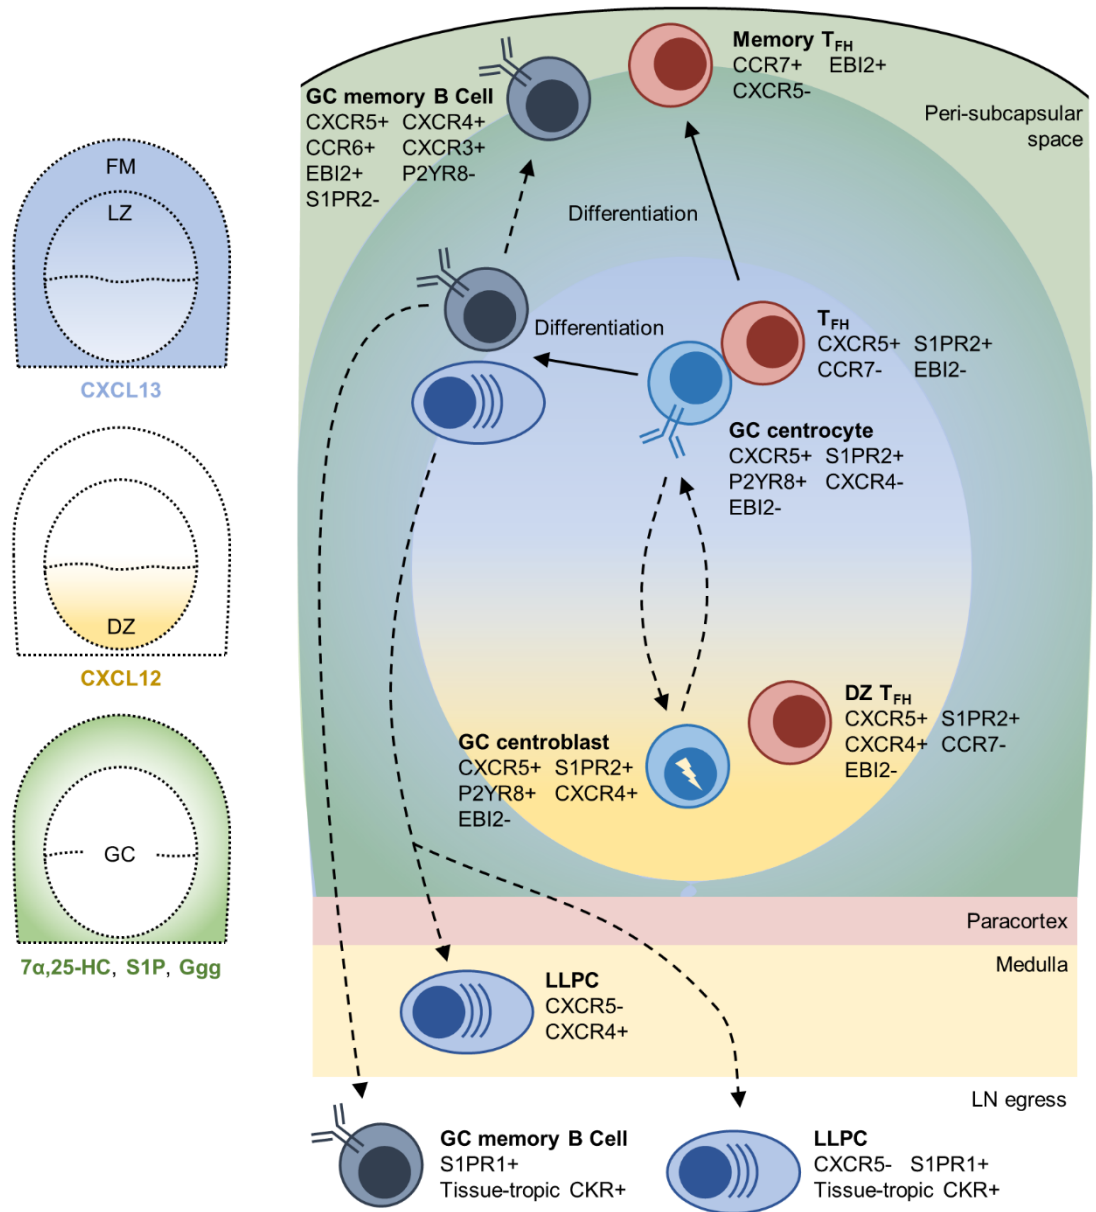 FM
LZ
CXCL13
DZ
CXCL12
GC
7α,25-HC, S1P, Ggg
Memory TFH
CCR7+ EBI2+
CXCR5-
Peri-subcapsular
space
GC memory B Cell
CXCR5+ CXCR4+
CCR6+ CXCR3+
EBI2+ P2YR8-
S1PR2-
Differentiation
Differentiation
TFH
CXCR5+ S1PR2+
CCR7- EBI2-
GC centrocyte
CXCR5+ S1PR2+
P2YR8+ CXCR4-
EBI2-
DZ TFH
CXCR5+ S1PR2+
CXCR4+ CCR7-
EBI2-
GC centroblast
CXCR5+ S1PR2+
P2YR8+ CXCR4+
EBI2-
Paracortex
Medulla
LLPC
CXCR5-
CXCR4+
LN egress
GC memory B Cell
S1PR1+
Tissue-tropic CKR+
LLPC
CXCR5- S1PR1+
Tissue-tropic CKR+